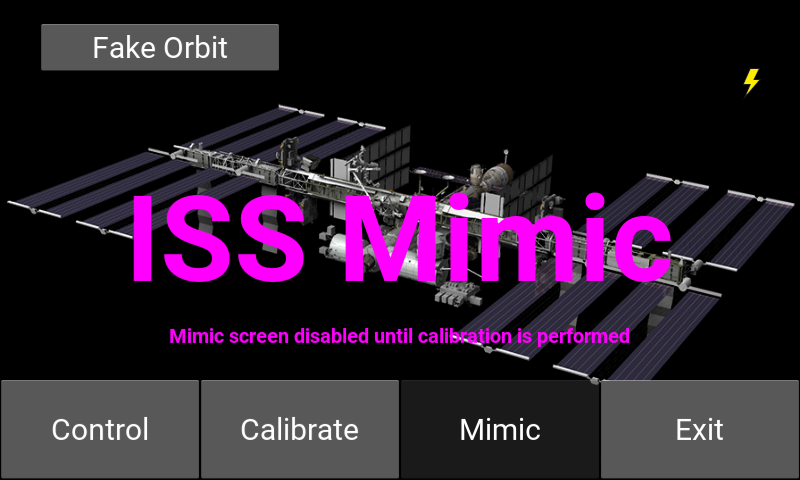 Fake Orbit
ISS Mimic
Mimic screen disabled until calibration is performed
Control
Calibrate
Mimic
Exit